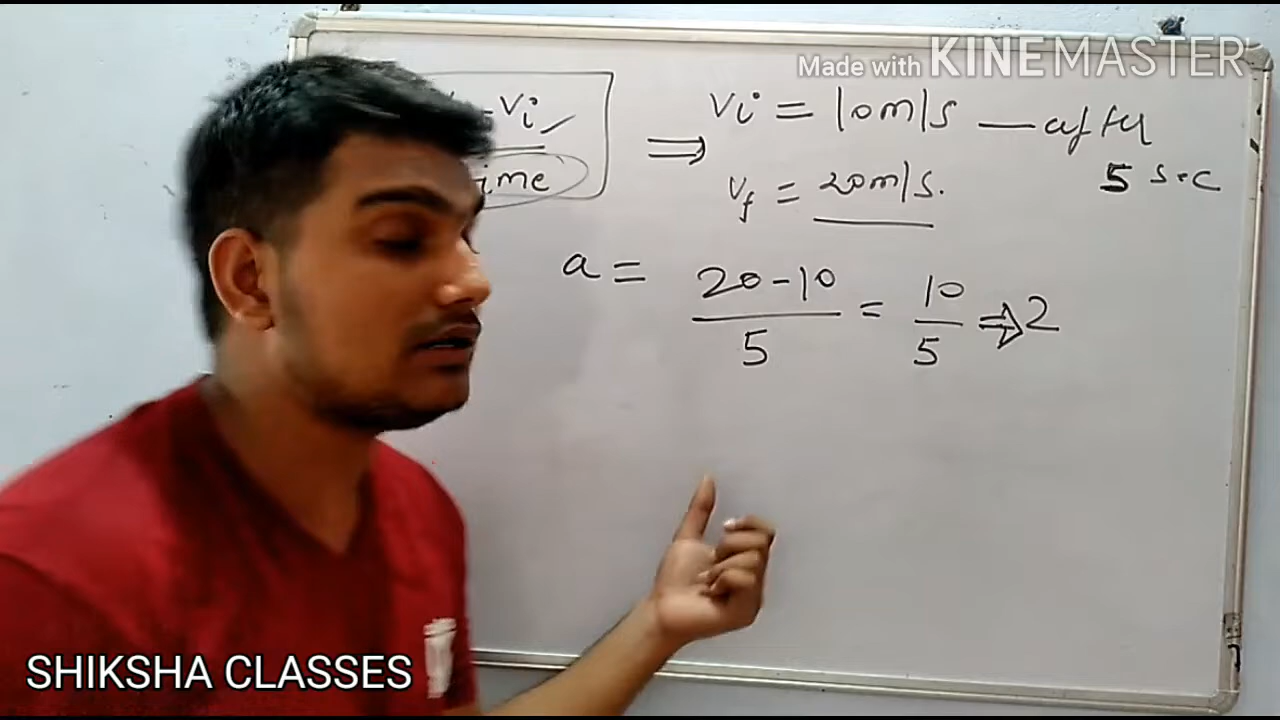 Made with KINEMASTER
- Vi
time
⇒ Vi = 10m/s — after
5 sec
Vf = 20m/s.
a = 20-10/5 = 10/5 ⇒ 2
SHIKSHA CLASSES